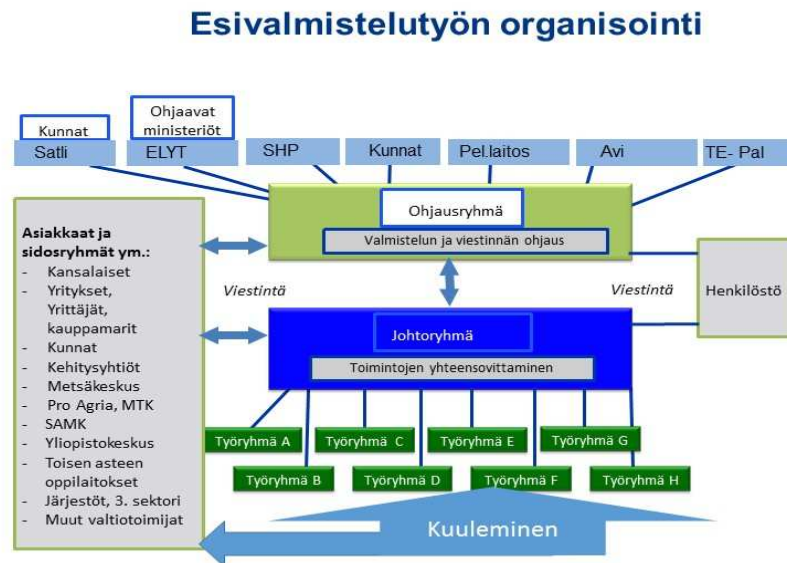 Esivalmistelutyön organisointi
Kunnat
Ohjaavat
ministeriöt
Satli
ELYT
SHP
Kunnat
Pel.laitos
Avi
TE- Pal
Ohjausryhmä
Valmistelun ja viestinnän ohjaus
Asiakkaat ja
sidosryhmät ym.:
- Kansalaiset
- Yritykset,
Yrittäjät,
kauppamarit
- Kunnat
- Kehitysyhtiöt
- Metsäkeskus
- Pro Agria, MTK
- SAMK
- Yliopistokeskus
- Toisen asteen
oppilaitokset
- Järjestöt, 3. sektori
- Muut valtiotoimijat
Viestintä
Viestintä
Henkilöstö
Johtoryhmä
Toimintojen yhteensovittaminen
Työryhmä A
Työryhmä C
Työryhmä E
Työryhmä G
Työryhmä B
Työryhmä D
Työryhmä F
Työryhmä H
Kuuleminen